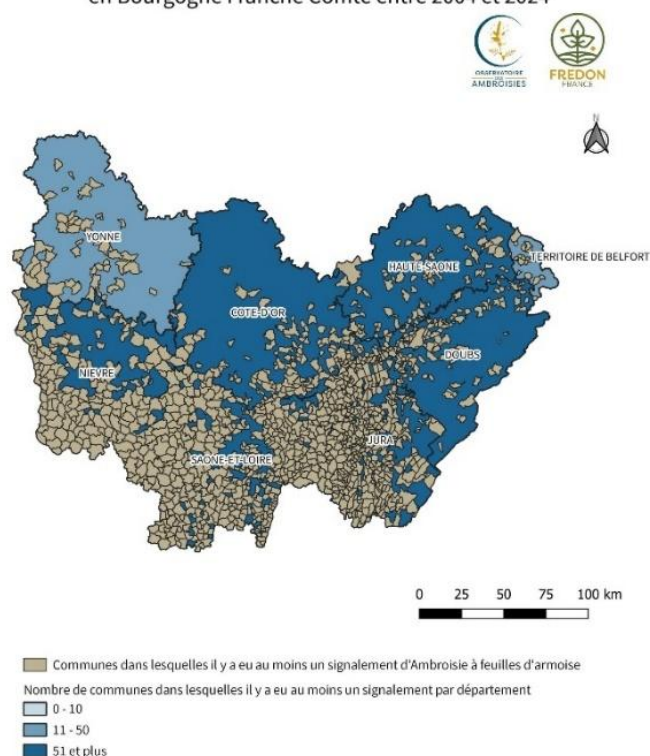 en Bourgogne Franche Comté entre 2004 et 2024
OBSERVATOIRE
DES
AMBROISIES
FREDON
FRANCE
N
YONNE
TERRITOIRE DE BELFORT
HAUTE-SAONE
COTE-D'OR
DOUBS
NIEVRE
JURA
SAONE-ET-LOIRE
0 25 50 75 100 km
Communes dans lesquelles il y a eu au moins un signalement d'Ambroisie à feuilles d'armoise
Nombre de communes dans lesquelles il y a eu au moins un signalement par département
0 - 10
11 - 50
51 et plus